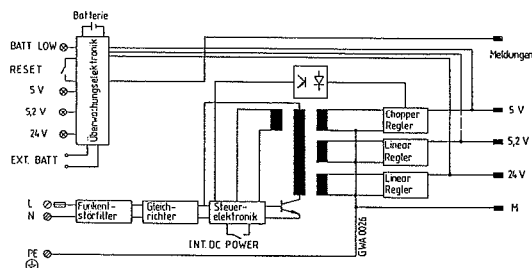 Batterie
BATT LOW
RESET
5 V
5,2 V
24 V
EXT. BATT
Überwachungselektronik
Meldungen
Chopper
Regler
5 V
Linear
Regler
5,2 V
Linear
Regler
24 V
M
GWA 0026
L
N
Funkent-
störfilter
Gleich-
richter
Steuer-
elektronik
INT. DC POWER
PE